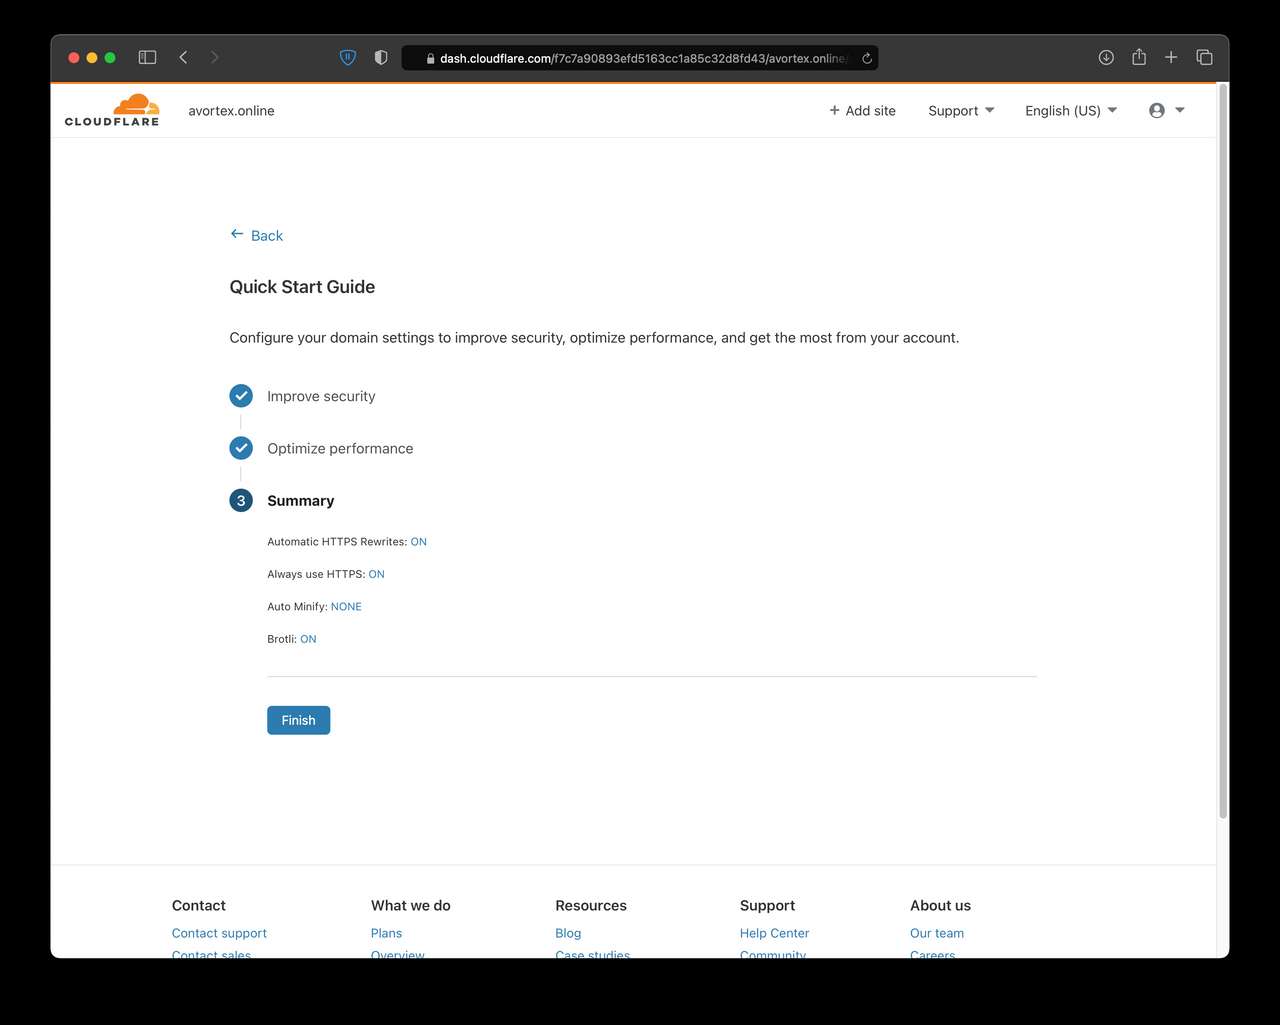 dash.cloudflare.com/f7c7a90893efd5163cc1a85c32d8fd43/avortex.online/
CLOUDFLARE
avortex.online
+ Add site
Support
English (US)
← Back
Quick Start Guide
Configure your domain settings to improve security, optimize performance, and get the most from your account.
Improve security
Optimize performance
3 Summary
Automatic HTTPS Rewrites: ON
Always use HTTPS: ON
Auto Minify: NONE
Brotli: ON
Finish
Contact
What we do
Resources
Support
About us
Contact support
Plans
Blog
Help Center
Our team
Contact sales
Overview
Case studies
Community
Careers